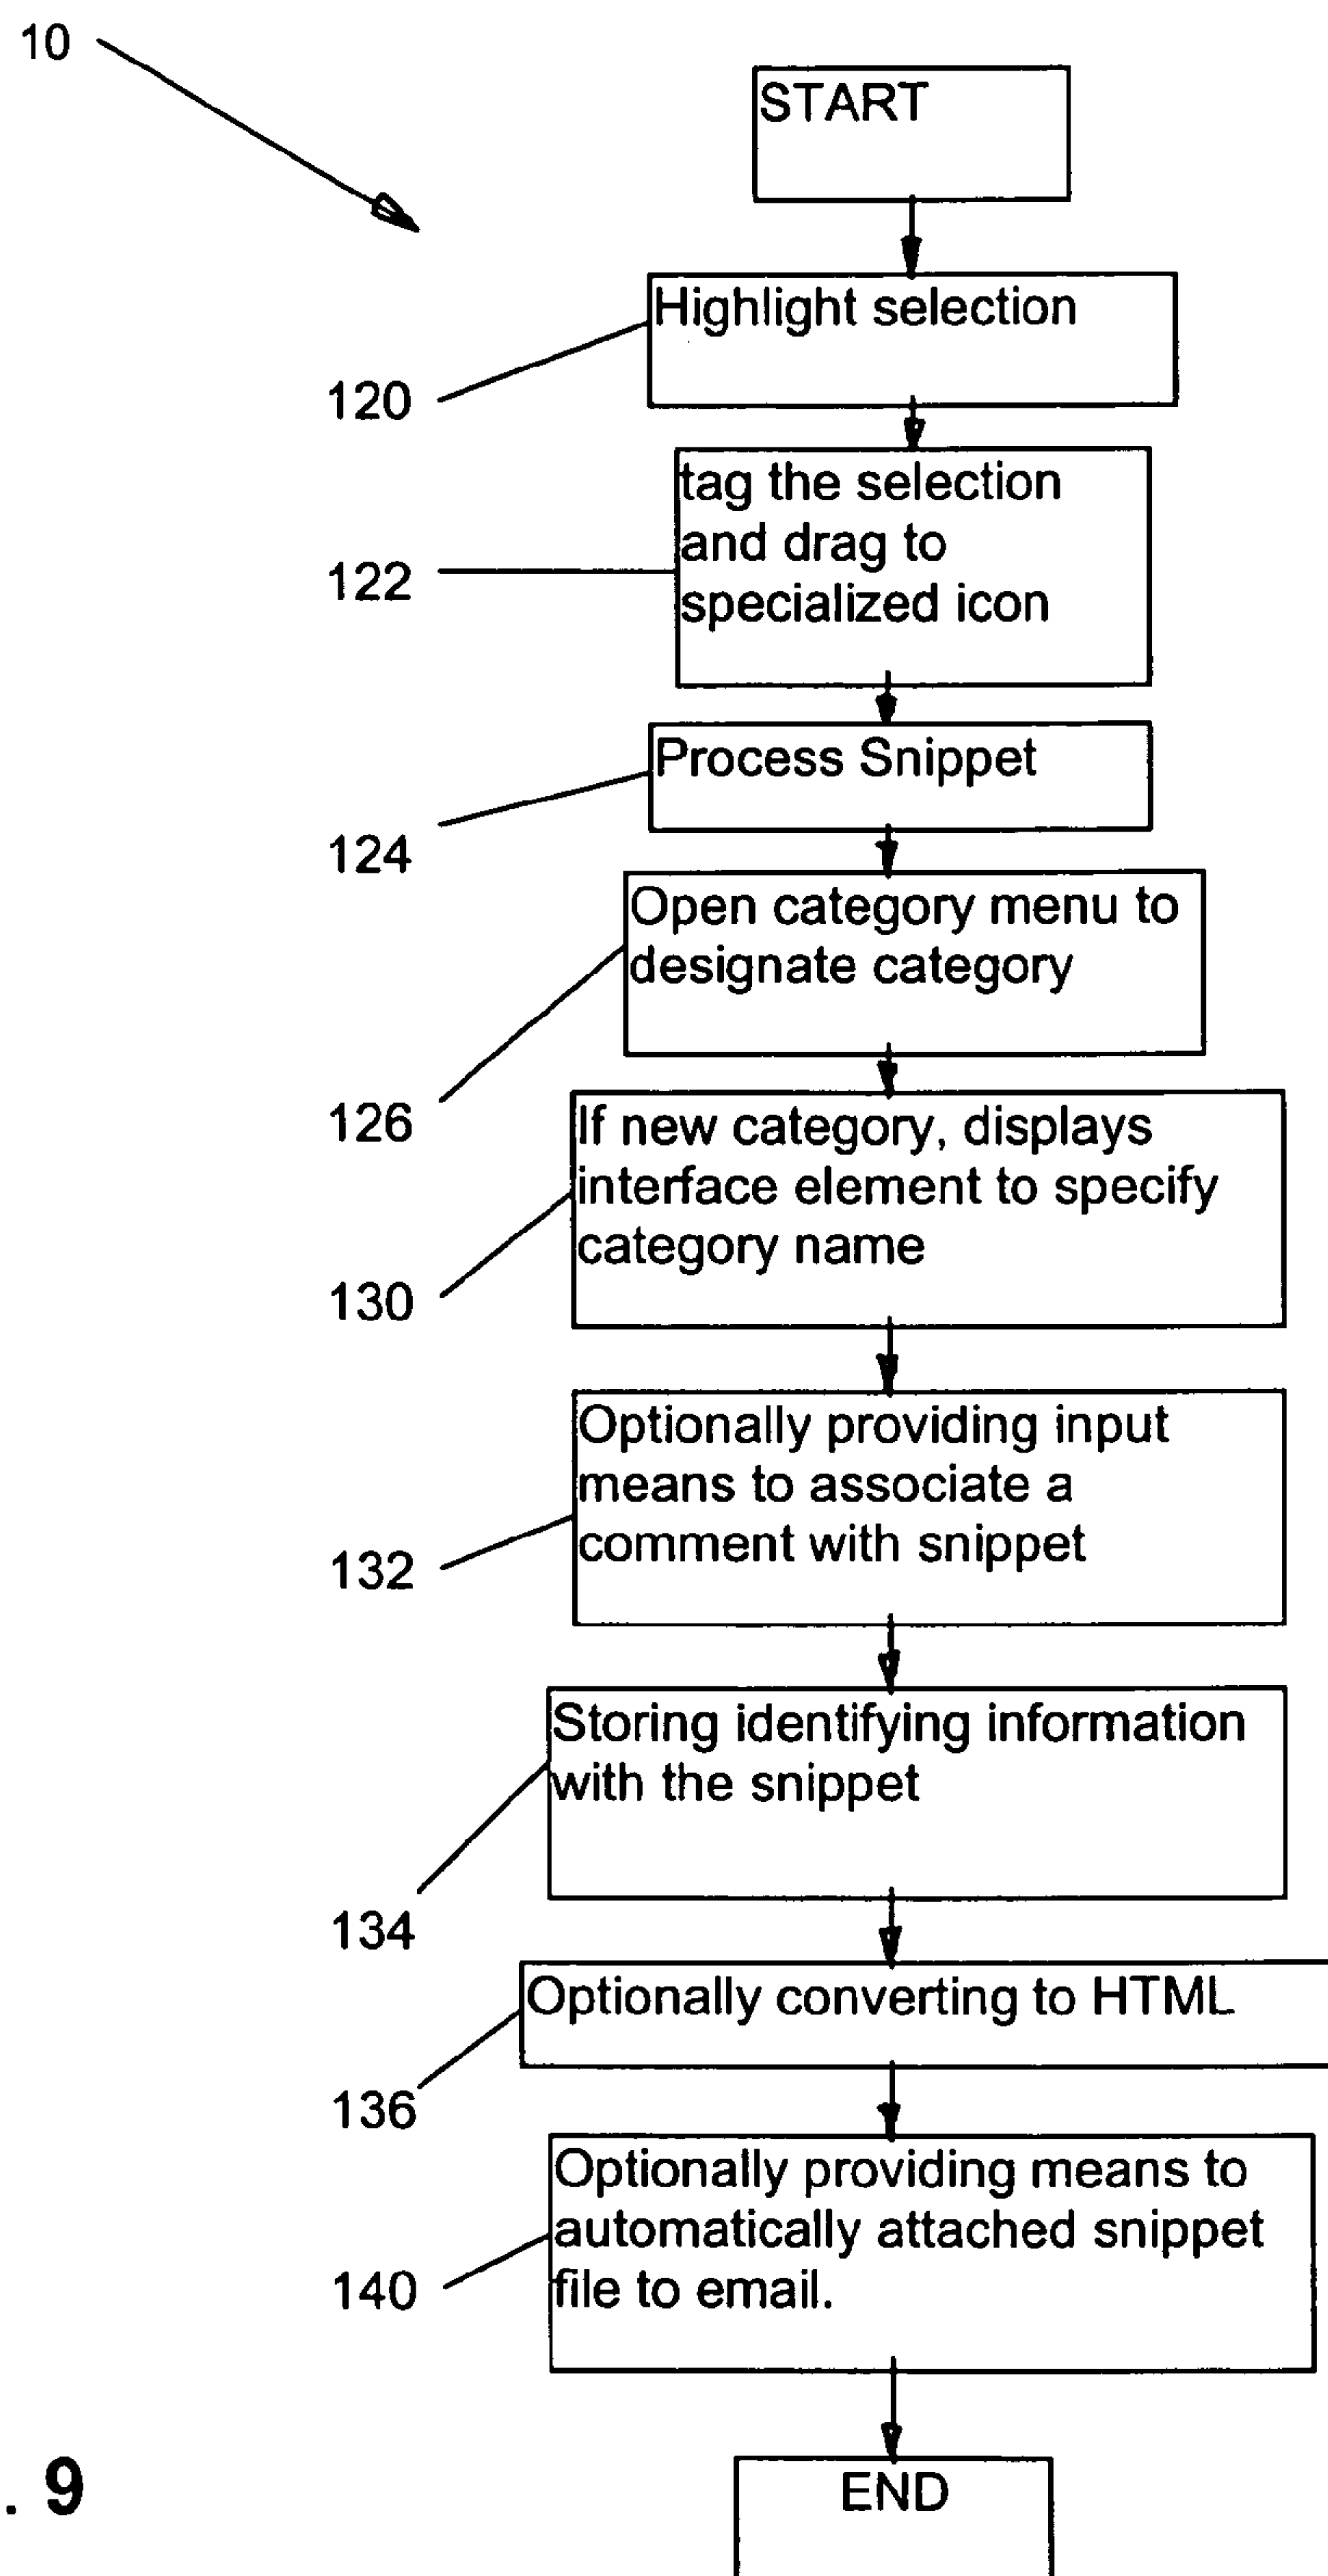 10
START
Highlight selection
120
tag the selection
and drag to
specialized icon
122
Process Snippet
124
Open category menu to
designate category
126
If new category, displays
interface element to specify
category name
130
Optionally providing input
means to associate a
comment with snippet
132
Storing identifying information
with the snippet
134
Optionally converting to HTML
136
Optionally providing means to
automatically attached snippet
file to email.
140
END
. 9